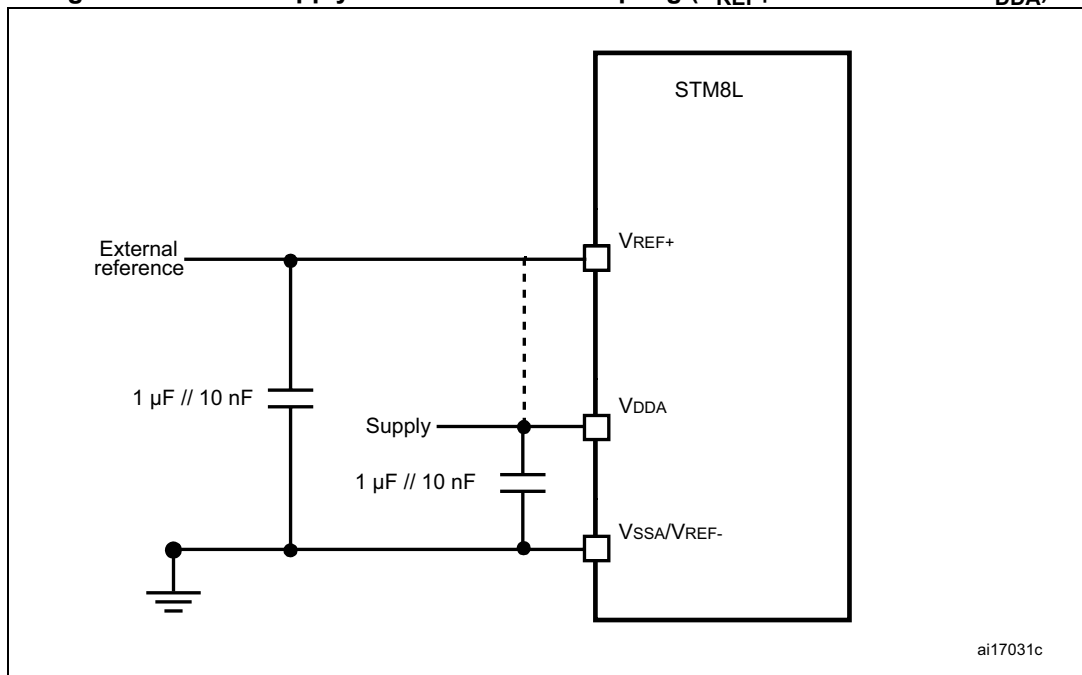 STM8L
VREF+
External
reference
1 µF // 10 nF
VDDA
Supply
1 µF // 10 nF
VSSA/VREF-
ai17031c